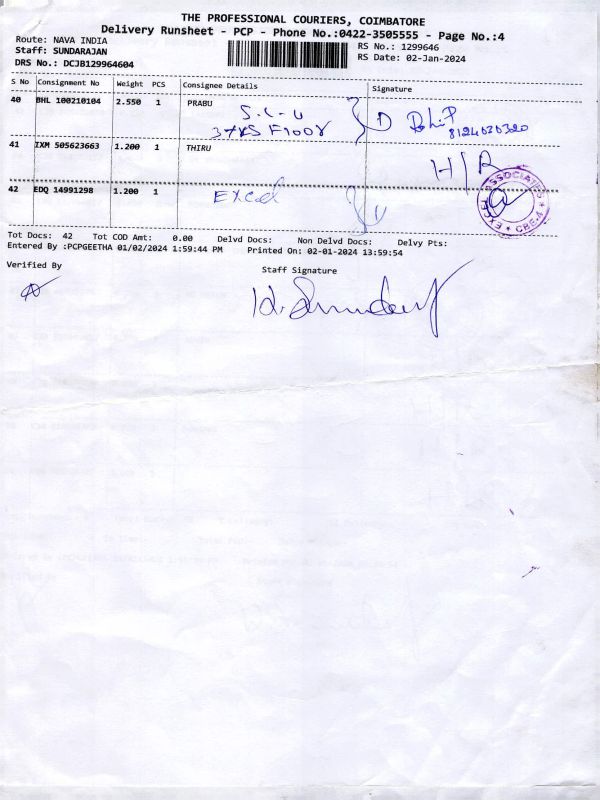 THE PROFESSIONAL COURIERS, COIMBATORE
Delivery Runsheet - PCP - Phone No.:0422-3505555 - Page No.:4
Route: NAVA INDIA
Staff: SUNDARAJAN
DRS No.: DCJB129964604
RS No.: 1299646
RS Date: 02-Jan-2024
S No Consignment No Weight PCS Consignee Details Signature
40 BHL 100210104 2.550 1 PRABU
41 IXM 505623663 1.200 1 THIRU
H/R
42 EDQ 14991298 1.200 1 Excel
ASSOCIATES ★ CBE-4 ★ EXCEL
Tot Docs: 42 Tot COD Amt: 0.00 Delvd Docs: Non Delvd Docs: Delvy Pts:
Entered By :PCPGEETHA 01/02/2024 1:59:44 PM Printed On: 02-01-2024 13:59:54
Verified By
Staff Signature